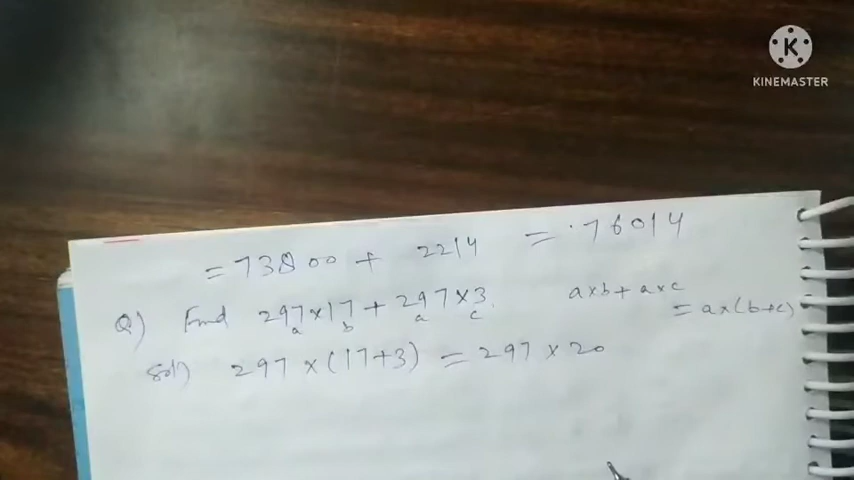 KINEMASTER
= 73800 + 2214 = 76014
Q) Find 297×17 + 297×3 a×b + a×c
a b a c = a×(b+c)
Sol) 297 × (17+3) = 297 × 20